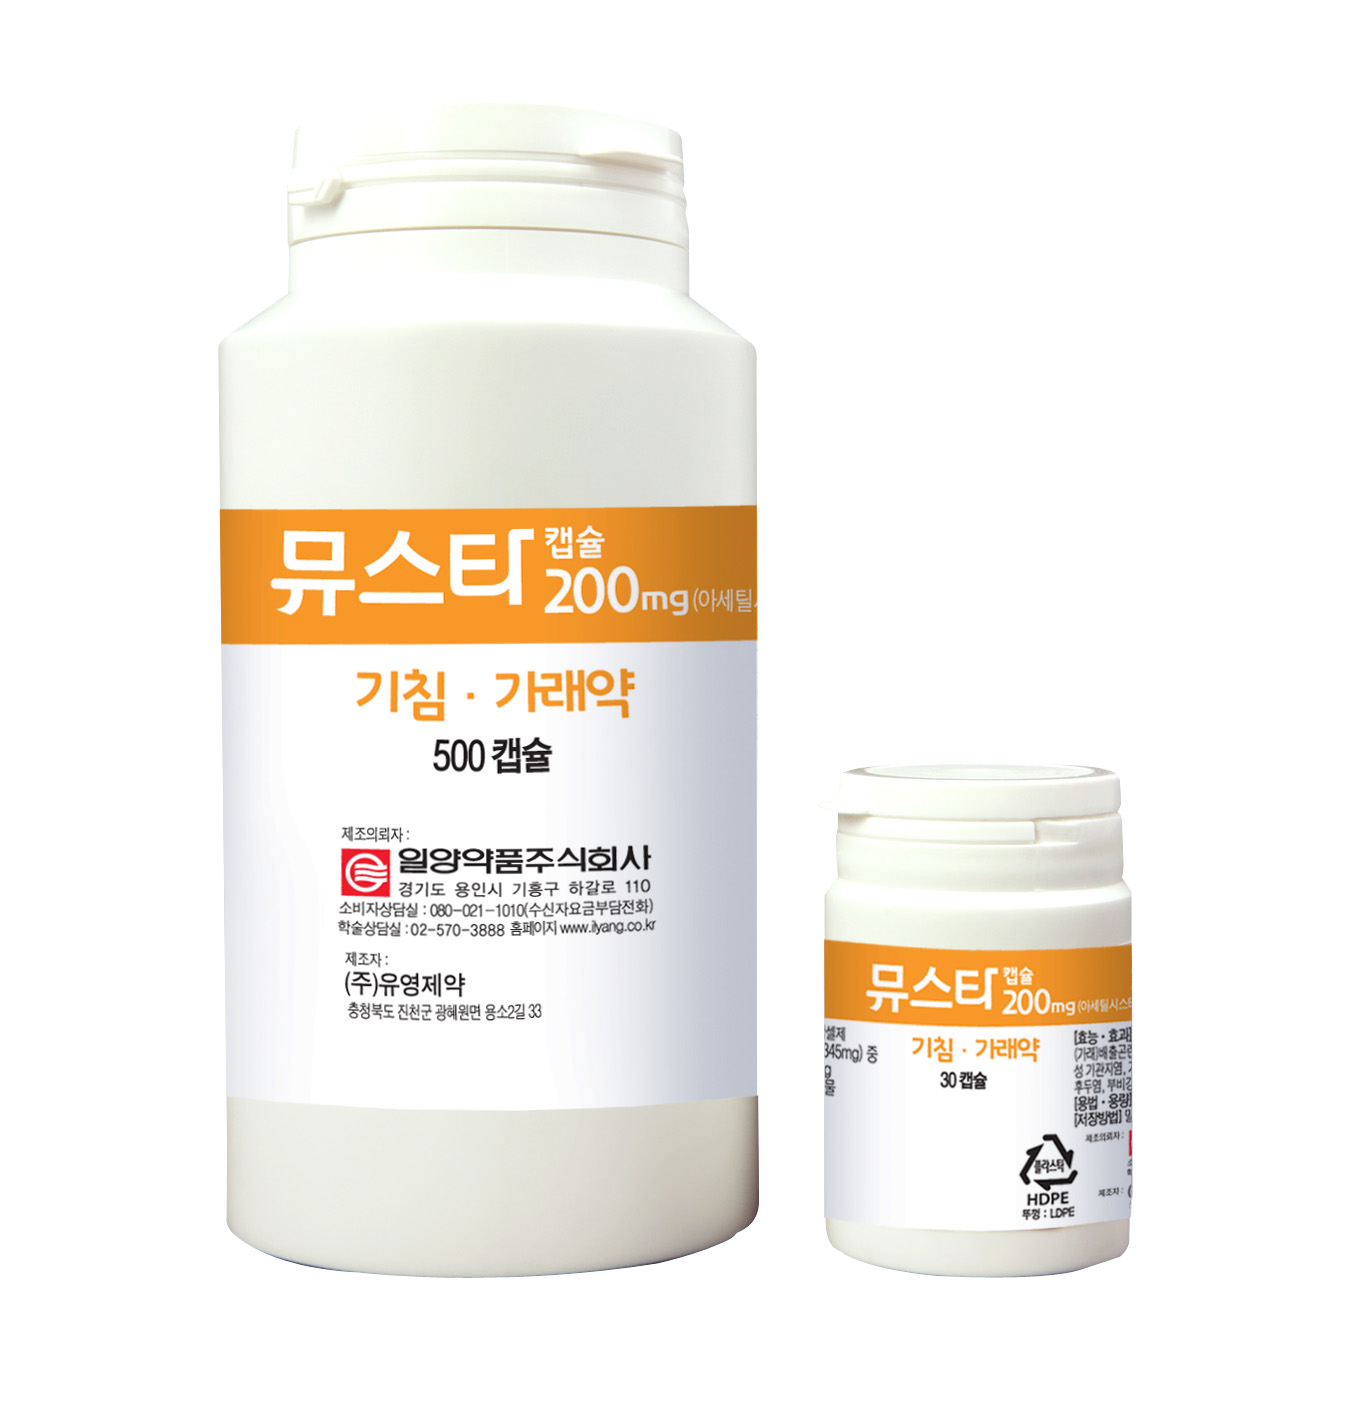 뮤스타 캡슐
200mg (아세틸
기침 · 가래약
500 캡슐
제조의뢰자 :
일양약품주식회사
경기도 용인시 기흥구 하갈로 110
소비자상담실 : 080-021-1010(수신자요금부담전화)
학술상담실 : 02-570-3888 홈페이지 www.ilyang.co.kr
제조자 :
(주)유영제약
충청북도 진천군 광혜원면 용소2길 33
뮤스타 캡슐
200mg (아세틸시스테
기침 · 가래약
30 캡슐
셀제
345mg) 중
g
물
[효능 · 효과]
(가래)배출곤란
성 기관지염,
후두염, 부비강
[용법 · 용량]
[저장방법]
제조의뢰자 :
제조자 :
플라스틱
HDPE
뚜껑 : LDPE